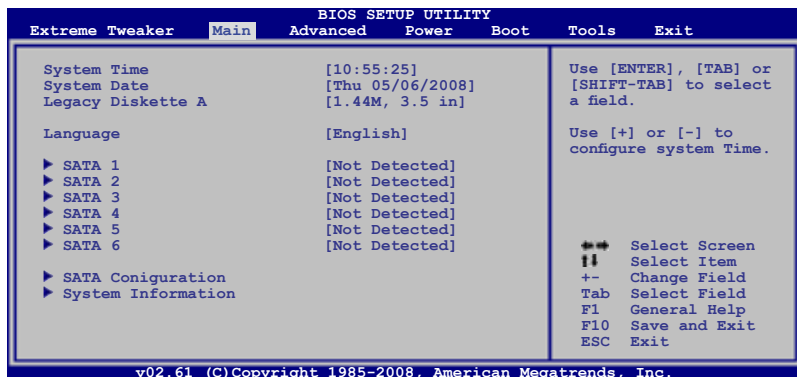 BIOS SETUP UTILITY
Extreme Tweaker Main Advanced Power Boot Tools Exit
System Time [10:55:25]
System Date [Thu 05/06/2008]
Legacy Diskette A [1.44M, 3.5 in]
Language [English]
SATA 1 [Not Detected]
SATA 2 [Not Detected]
SATA 3 [Not Detected]
SATA 4 [Not Detected]
SATA 5 [Not Detected]
SATA 6 [Not Detected]
SATA Coniguration
System Information
Use [ENTER], [TAB] or
[SHIFT-TAB] to select
a field.
Use [+] or [-] to
configure system Time.
Select Screen
Select Item
+- Change Field
Tab Select Field
F1 General Help
F10 Save and Exit
ESC Exit
v02.61 (C)Copyright 1985-2008, American Megatrends, Inc.